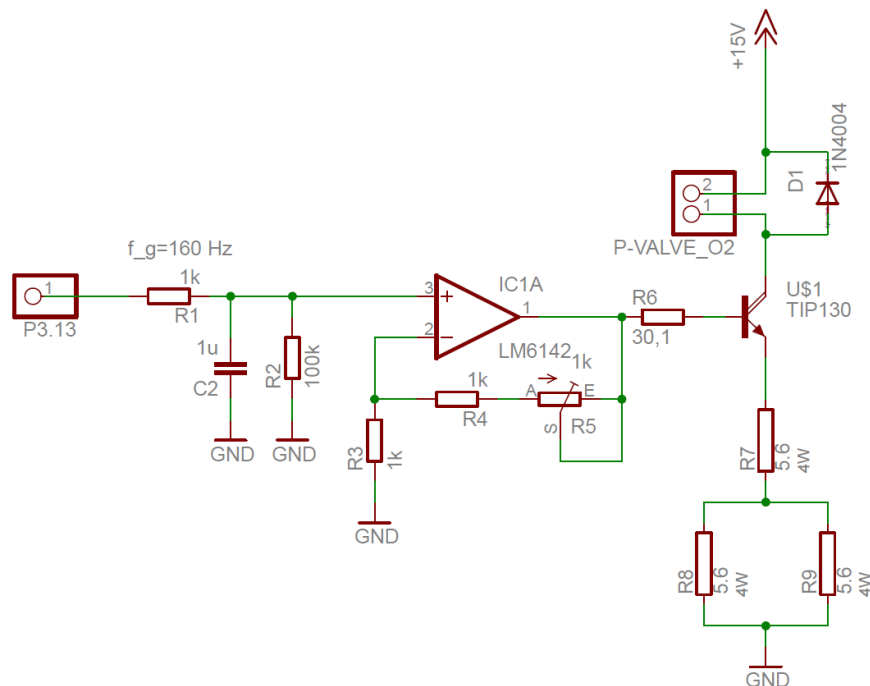 +15V
1N4004
D1
2
1
P-VALVE_O2
f_g=160 Hz
1
P3.13
1k
R1
1u
C2
GND
R2
100k
GND
3
2
1
IC1A
LM6142
1k
R4
A
E
S
1k
R5
R3
1k
GND
R6
30,1
U$1
TIP130
R7
5.6
4W
R8
5.6
4W
R9
5.6
4W
GND